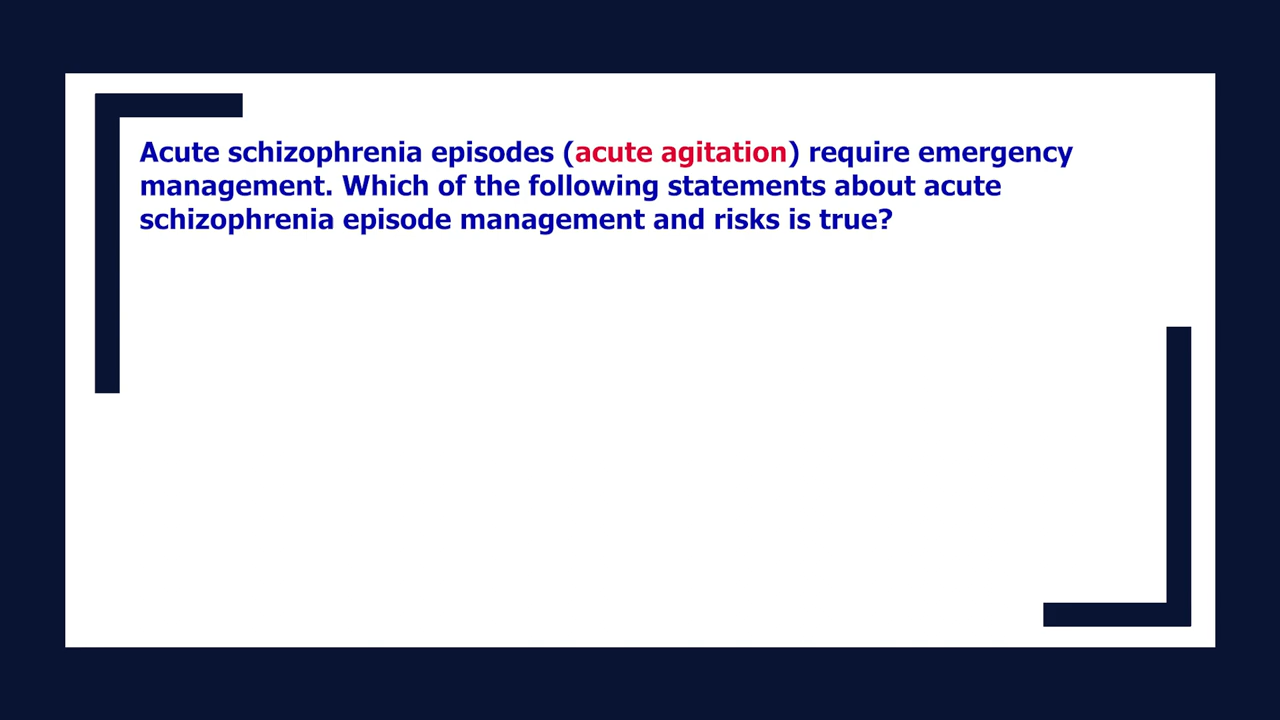 Acute schizophrenia episodes (acute agitation) require emergency
management. Which of the following statements about acute
schizophrenia episode management and risks is true?